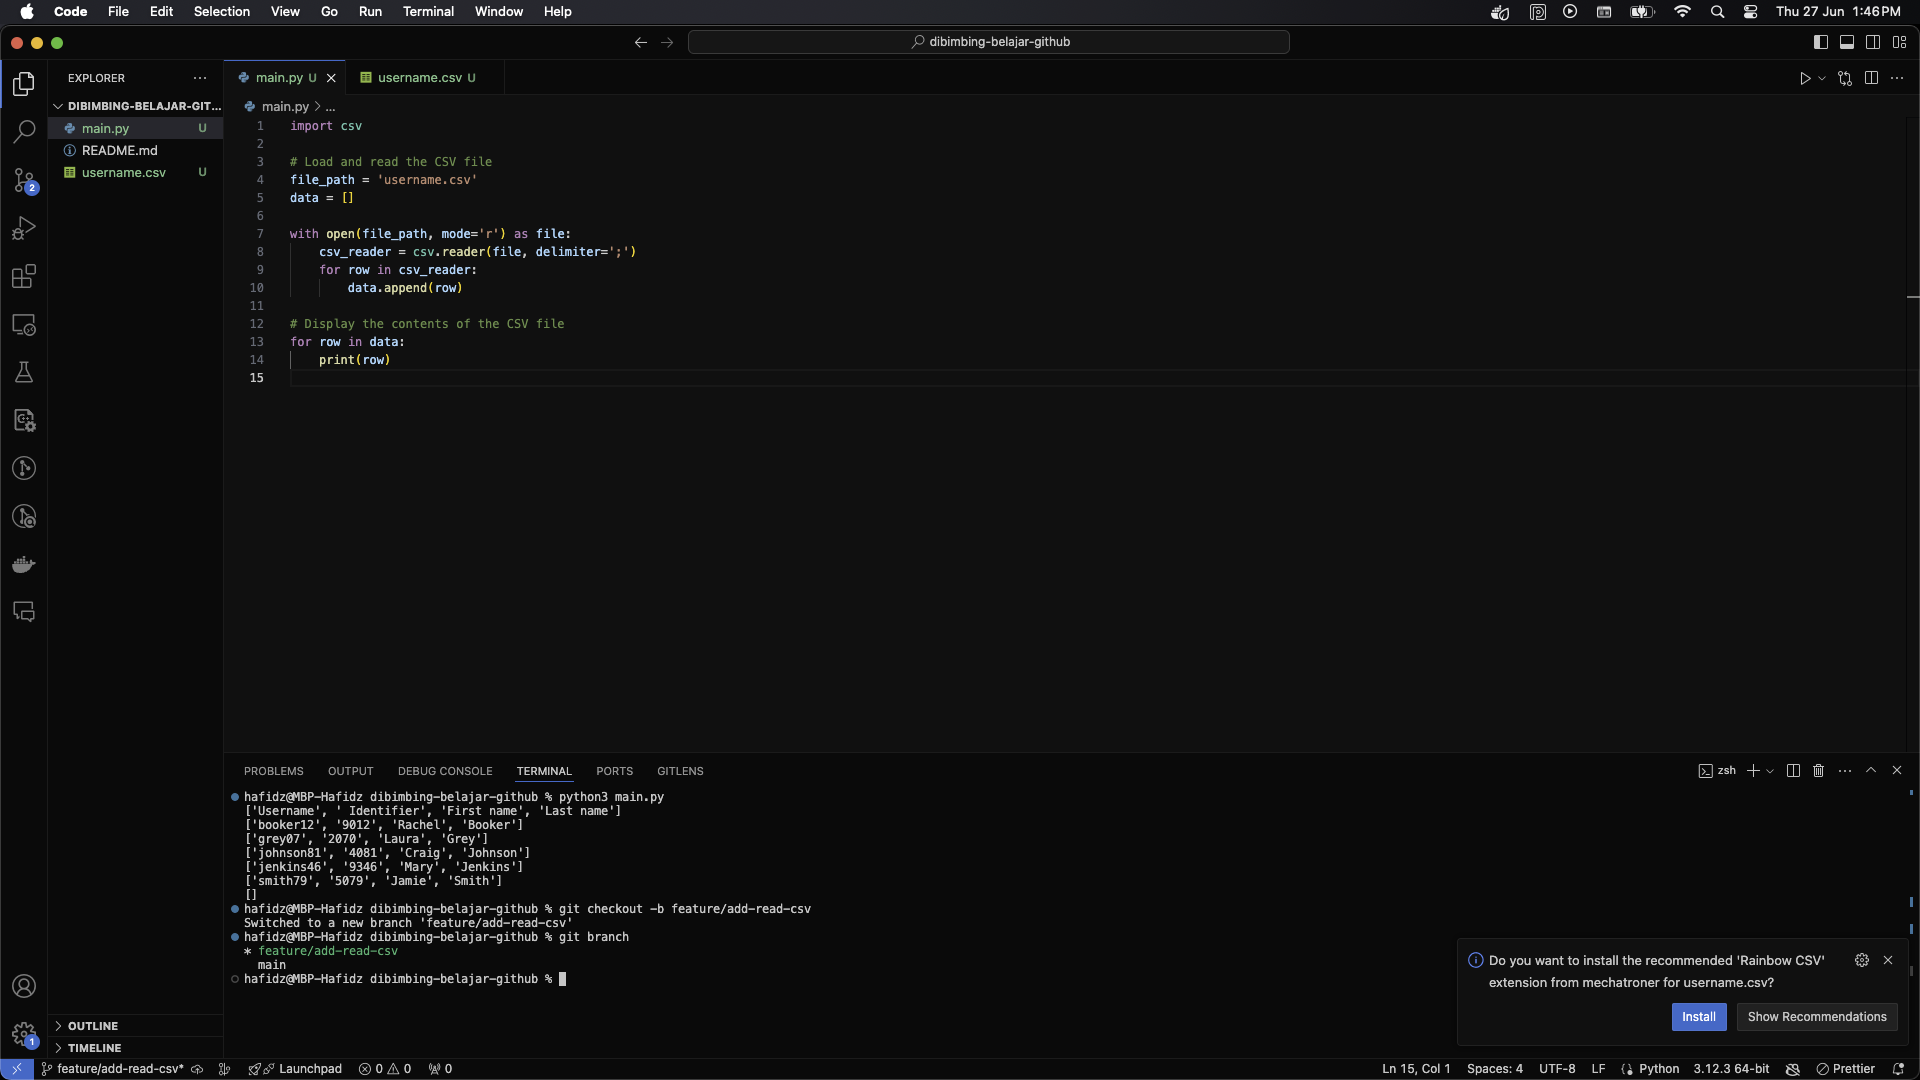 Code File Edit Selection View Go Run Terminal Window Help Thu 27 Jun 1:46 PM
dibimbing-belajar-github
EXPLORER
main.py U
username.csv U
DIBIMBING-BELAJAR-GIT...
main.py U
README.md
username.csv U
main.py > ...
1 import csv
2
3 # Load and read the CSV file
4 file_path = 'username.csv'
5 data = []
6
7 with open(file_path, mode='r') as file:
8 csv_reader = csv.reader(file, delimiter=';')
9 for row in csv_reader:
10 data.append(row)
11
12 # Display the contents of the CSV file
13 for row in data:
14 print(row)
15
2
PROBLEMS OUTPUT DEBUG CONSOLE TERMINAL PORTS GITLENS zsh
hafidz@MBP-Hafidz dibimbing-belajar-github % python3 main.py
['Username', ' Identifier', 'First name', 'Last name']
['booker12', '9012', 'Rachel', 'Booker']
['grey07', '2070', 'Laura', 'Grey']
['johnson81', '4081', 'Craig', 'Johnson']
['jenkins46', '9346', 'Mary', 'Jenkins']
['smith79', '5079', 'Jamie', 'Smith']
[]
hafidz@MBP-Hafidz dibimbing-belajar-github % git checkout -b feature/add-read-csv
Switched to a new branch 'feature/add-read-csv'
hafidz@MBP-Hafidz dibimbing-belajar-github % git branch
* feature/add-read-csv
main
hafidz@MBP-Hafidz dibimbing-belajar-github %
Do you want to install the recommended 'Rainbow CSV'
extension from mechatroner for username.csv?
Install Show Recommendations
OUTLINE
TIMELINE
1
feature/add-read-csv* Launchpad 0 0 0 Ln 15, Col 1 Spaces: 4 UTF-8 LF Python 3.12.3 64-bit Prettier